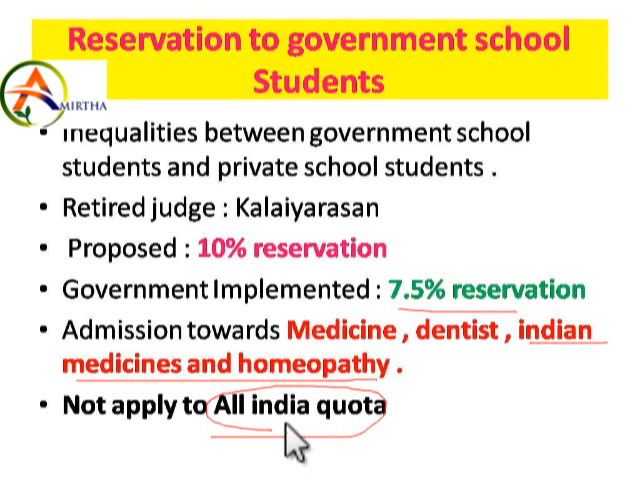 Reservation to government school
Students
AMIRTHA
• Inequalities between government school
students and private school students .
• Retired judge : Kalaiyarasan
• Proposed : 10% reservation
• Government Implemented : 7.5% reservation
• Admission towards Medicine , dentist , indian
medicines and homeopathy .
• Not apply to All india quota